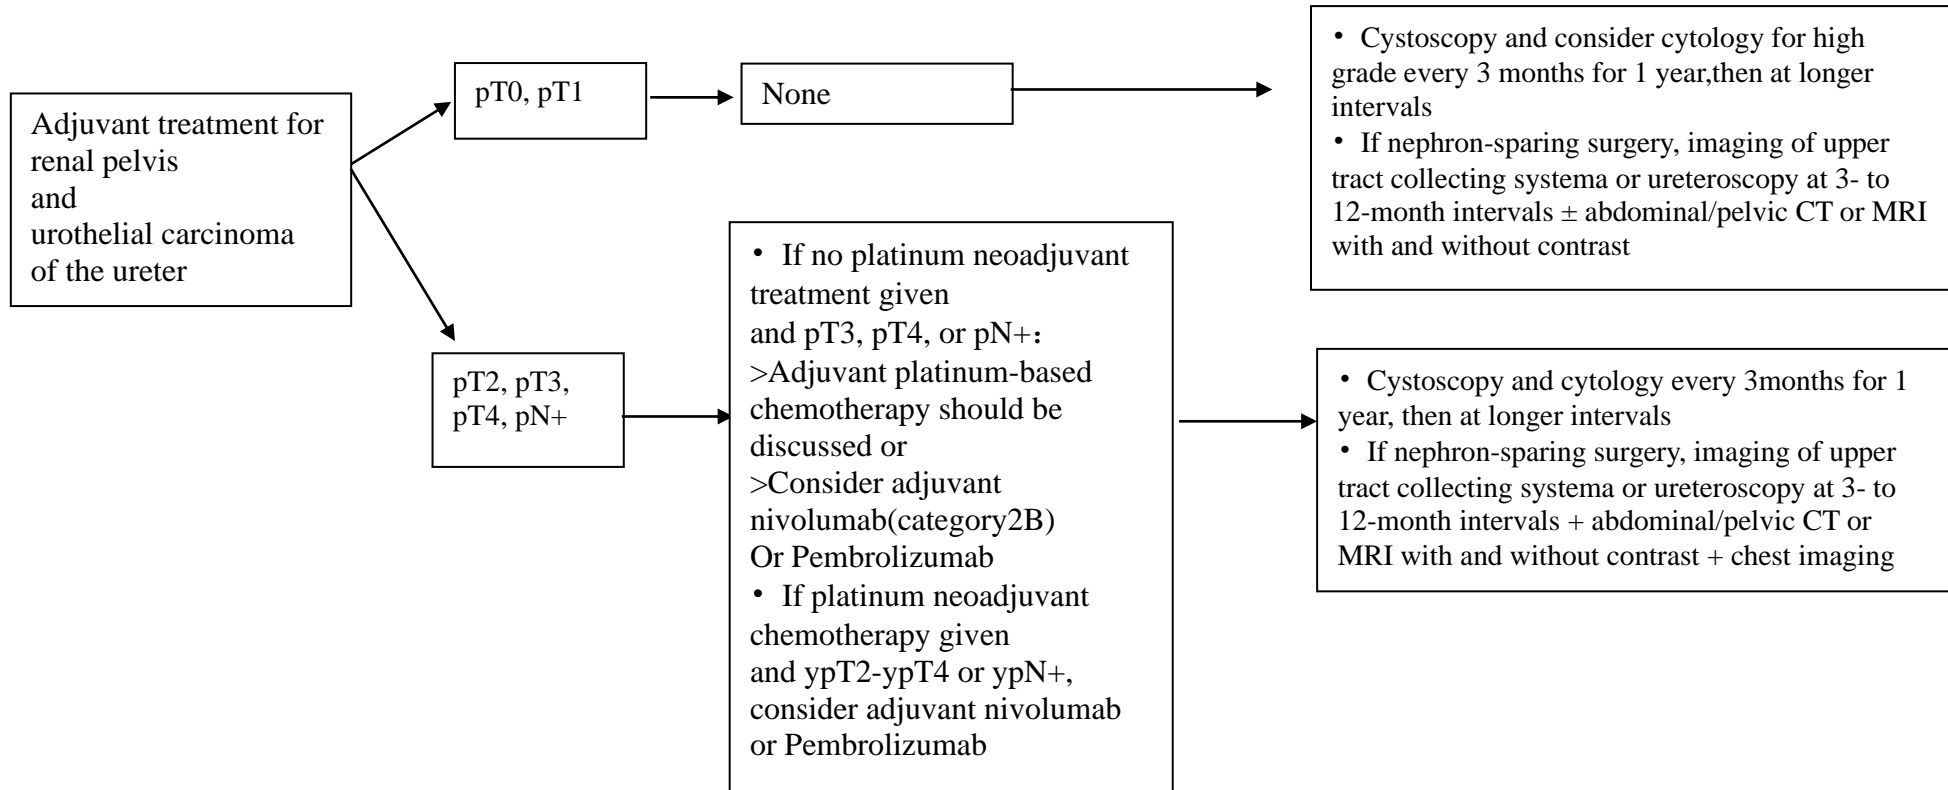 Adjuvant treatment for
renal pelvis
and
urothelial carcinoma
of the ureter
pT0, pT1
None
• Cystoscopy and consider cytology for high
grade every 3 months for 1 year,then at longer
intervals
• If nephron-sparing surgery, imaging of upper
tract collecting systema or ureteroscopy at 3- to
12-month intervals ± abdominal/pelvic CT or MRI
with and without contrast
pT2, pT3,
pT4, pN+
• If no platinum neoadjuvant
treatment given
and pT3, pT4, or pN+：
>Adjuvant platinum-based
chemotherapy should be
discussed or
>Consider adjuvant
nivolumab(category2B)
Or Pembrolizumab
• If platinum neoadjuvant
chemotherapy given
and ypT2-ypT4 or ypN+,
consider adjuvant nivolumab
or Pembrolizumab
• Cystoscopy and cytology every 3months for 1
year, then at longer intervals
• If nephron-sparing surgery, imaging of upper
tract collecting systema or ureteroscopy at 3- to
12-month intervals + abdominal/pelvic CT or
MRI with and without contrast + chest imaging